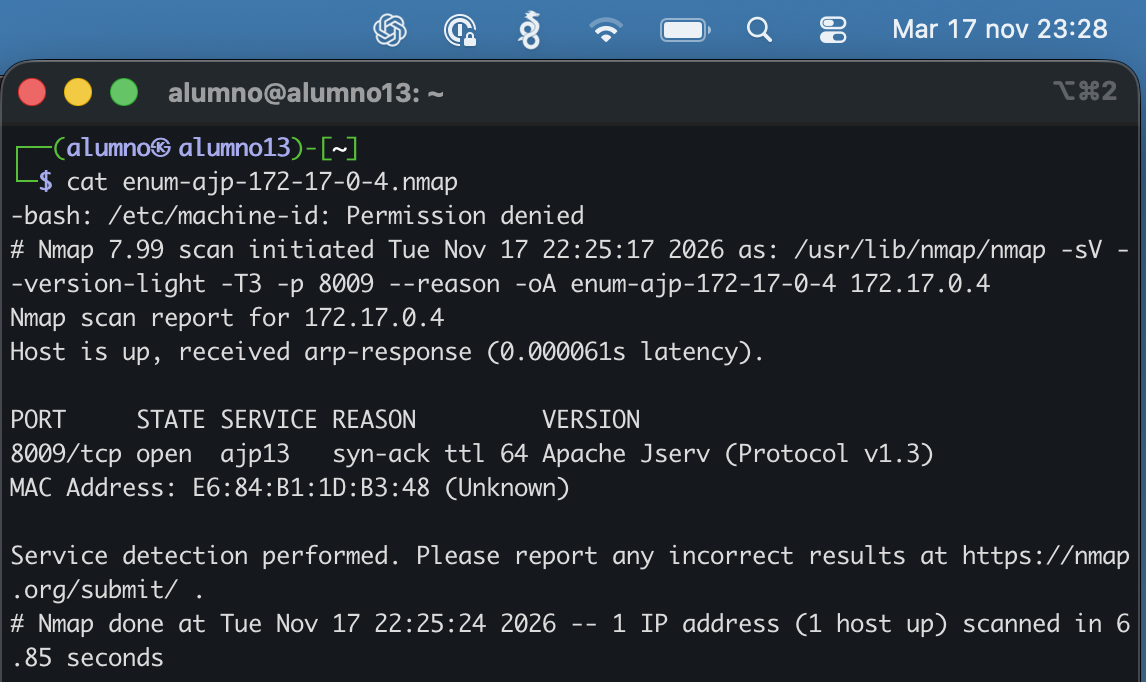 Mar 17 nov 23:28
alumno@alumno13: ~
⌥⌘2
┌──(alumno㉿ alumno13)-[~]
└─$ cat enum-ajp-172-17-0-4.nmap
-bash: /etc/machine-id: Permission denied
# Nmap 7.99 scan initiated Tue Nov 17 22:25:17 2026 as: /usr/lib/nmap/nmap -sV -
-version-light -T3 -p 8009 --reason -oA enum-ajp-172-17-0-4 172.17.0.4
Nmap scan report for 172.17.0.4
Host is up, received arp-response (0.000061s latency).
PORT     STATE SERVICE REASON         VERSION
8009/tcp open  ajp13   syn-ack ttl 64 Apache Jserv (Protocol v1.3)
MAC Address: E6:84:B1:1D:B3:48 (Unknown)
Service detection performed. Please report any incorrect results at https://nmap
.org/submit/ .
# Nmap done at Tue Nov 17 22:25:24 2026 -- 1 IP address (1 host up) scanned in 6
.85 seconds